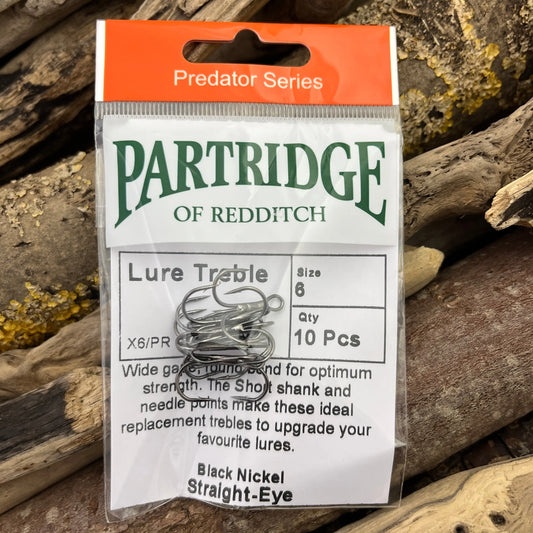 Predator Series
PARTRIDGE
OF REDDITCH
Lure Treble
Size
6
X6/PR
Qty
10 Pcs
Wide round bend for optimum
strength. The Short shank and
needle points make these ideal
replacement trebles to upgrade your
favourite lures.
Black Nickel
Straight-Eye